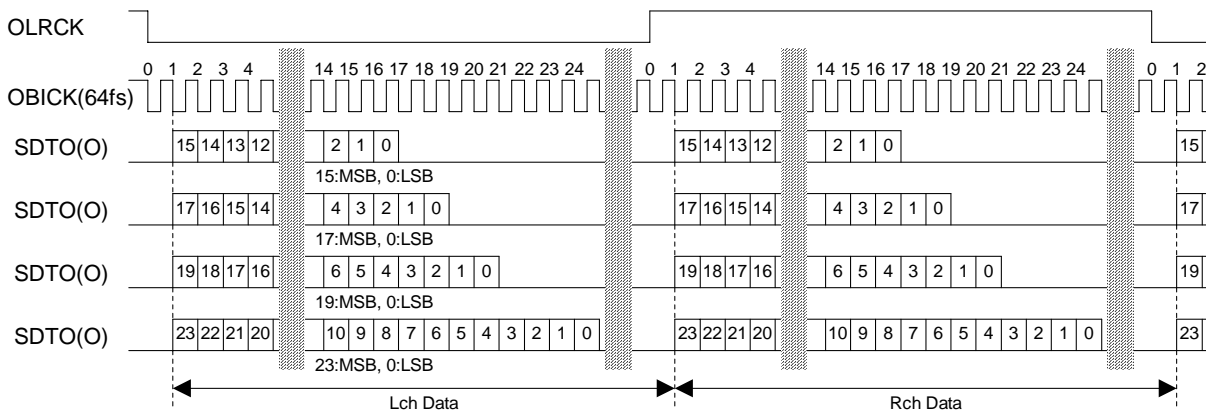 OLRCK
0 1 2 3 4 14 15 16 17 18 19 20 21 22 23 24 0 1 2 3 4 14 15 16 17 18 19 20 21 22 23 24 0 1 2
OBICK(64fs)
SDTO(O) 15 14 13 12 2 1 0 15 14 13 12 2 1 0 15
15:MSB, 0:LSB
SDTO(O) 17 16 15 14 4 3 2 1 0 17 16 15 14 4 3 2 1 0 17
17:MSB, 0:LSB
SDTO(O) 19 18 17 16 6 5 4 3 2 1 0 19 18 17 16 6 5 4 3 2 1 0 19
19:MSB, 0:LSB
SDTO(O) 23 22 21 20 10 9 8 7 6 5 4 3 2 1 0 23 22 21 20 10 9 8 7 6 5 4 3 2 1 0 23
23:MSB, 0:LSB
Lch Data Rch Data